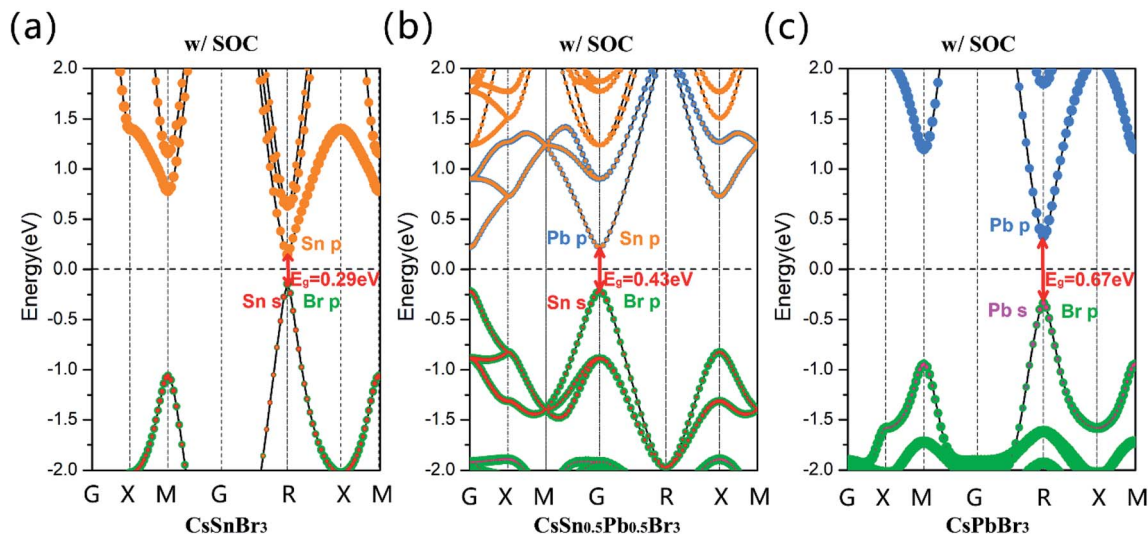 (a)
w/ SOC
Energy(eV)
2.0
1.5
1.0
0.5
0.0
-0.5
-1.0
-1.5
-2.0
Sn p
E₉=0.29eV
Sn s
Br p
G X M G R X M
CsSnBr₃
(b)
w/ SOC
Energy(eV)
2.0
1.5
1.0
0.5
0.0
-0.5
-1.0
-1.5
-2.0
Pb p
Sn p
E₉=0.43eV
Sn s
Br p
G X M G R X M
CsSn₀.₅Pb₀.₅Br₃
(c)
w/ SOC
Energy(eV)
2.0
1.5
1.0
0.5
0.0
-0.5
-1.0
-1.5
-2.0
Pb p
E₉=0.67eV
Pb s
Br p
G X M G R X M
CsPbBr₃